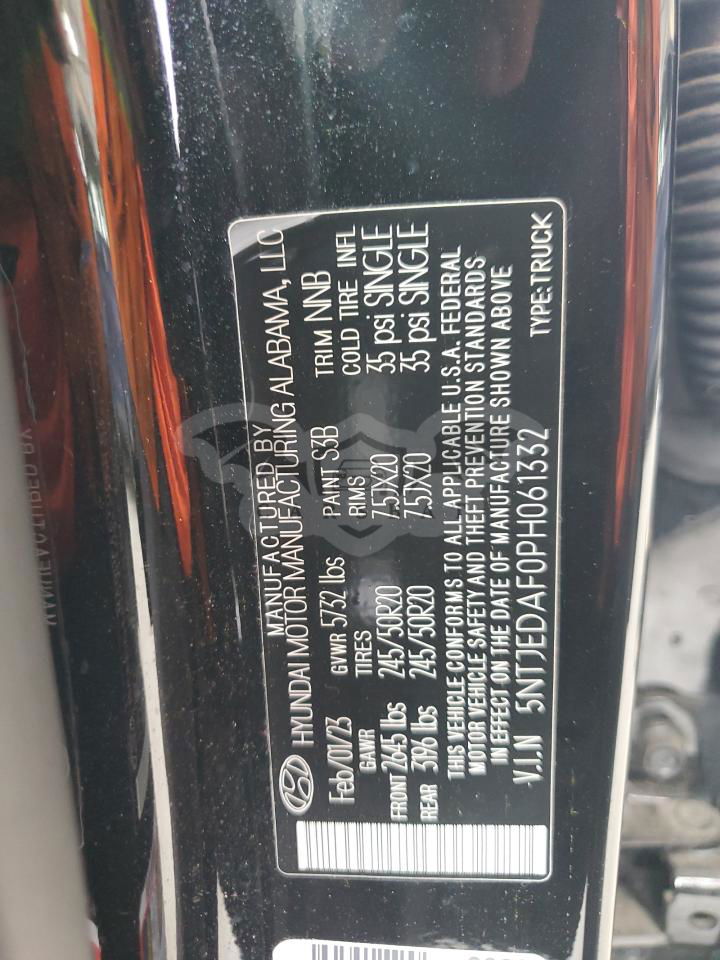 MANUFACTURED BY
HYUNDAI MOTOR MANUFACTURING ALABAMA, LLC
Feb/01/23 GVWR 5732 lbs PAINT S3B TRIM NNB
GAWR TIRES RIMS COLD TIRE INFL
FRONT 2645 lbs 245/50R20 7.5JX20 35 psi SINGLE
REAR 3196 lbs 245/50R20 7.5JX20 35 psi SINGLE
THIS VEHICLE CONFORMS TO ALL APPLICABLE U.S.A. FEDERAL
MOTOR VEHICLE SAFETY AND THEFT PREVENTION STANDARDS
IN EFFECT ON THE DATE OF MANUFACTURE SHOWN ABOVE
V.I.N 5NTJEDAF0PH061332
TYPE:TRUCK